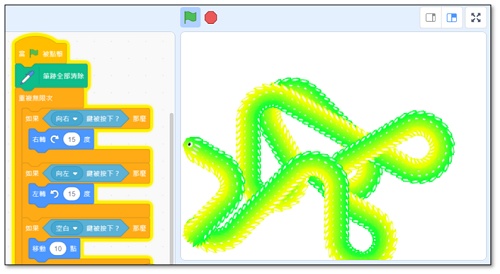 當 被點擊
筆跡全部清除
重複無限次
如果 向右 鍵被按下？ 那麼
右轉 15 度
如果 向左 鍵被按下？ 那麼
左轉 15 度
如果 空白 鍵被按下？ 那麼
移動 10 點